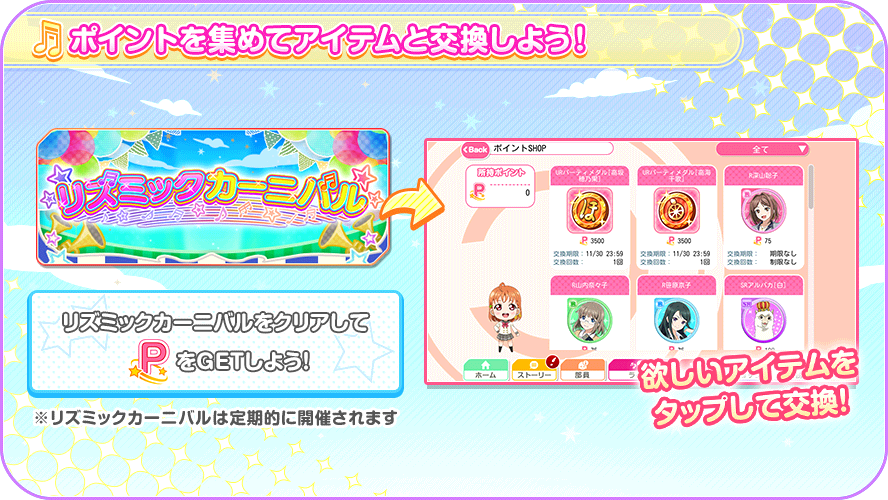 ポイントを集めてアイテムと交換しよう!
リズミックカーニバル
リズミックカーニバルをクリアして
PをGETしよう!
※リズミックカーニバルは定期的に開催されます
Back ポイントSHOP 全て
所持ポイント
P
0
URパーティメダル[高坂穂乃果]
ほ
P 3500
交換期限: 11/30 23:59
交換回数: 1回
URパーティメダル[高海千歌]
P 3500
交換期限: 11/30 23:59
交換回数: 1回
R深山聡子
P 75
交換期限: 期限なし
交換回数: 制限なし
R山内奈々子
R笹原京子
SRアルパカ[白]
ホーム
ストーリー
部員
欲しいアイテムを
タップして交換!